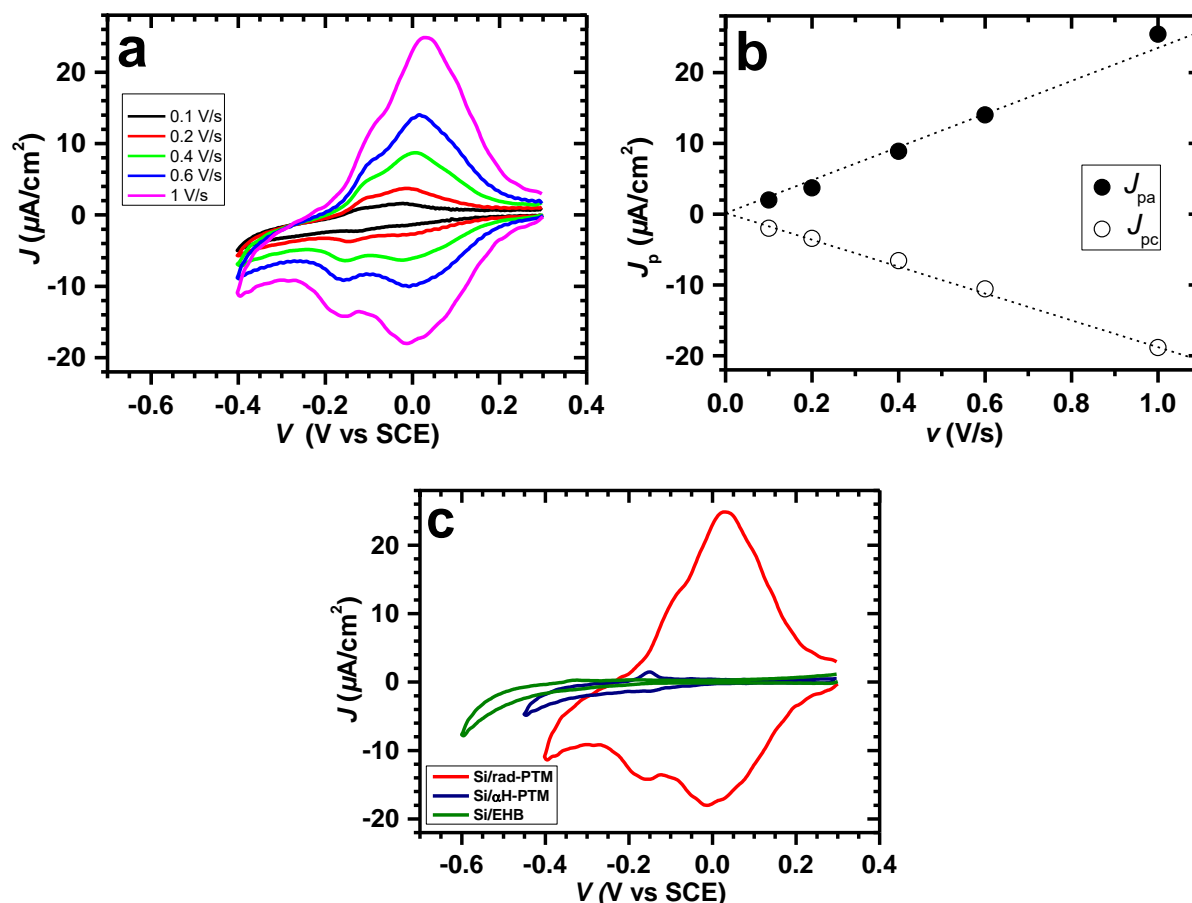 a
20
10
0
-10
-20
J (µA/cm²)
0.1 V/s
0.2 V/s
0.4 V/s
0.6 V/s
1 V/s
-0.6 -0.4 -0.2 0.0 0.2 0.4
V (V vs SCE)
b
20
10
0
-10
-20
Jp (µA/cm²)
Jpa
Jpc
0.0 0.2 0.4 0.6 0.8 1.0
v (V/s)
c
20
10
0
-10
-20
J (µA/cm²)
Si/rad-PTM
Si/αH-PTM
Si/EHB
-0.6 -0.4 -0.2 0.0 0.2 0.4
V (V vs SCE)